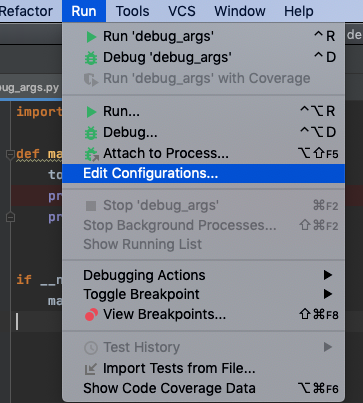 Refactor Run Tools VCS Window Help
Run 'debug_args' ^R
Debug 'debug_args' ^D
Run 'debug_args' with Coverage
bug_args.py
Run... ^⌥R
import
Debug... ^⌥D
Attach to Process... ⌥⇧F5
def ma
Edit Configurations...
to
pr
Stop 'debug_args' ⌘F2
pr
Stop Background Processes... ⇧⌘F2
Show Running List
if __n
Debugging Actions
ma
Toggle Breakpoint
View Breakpoints... ⇧⌘F8
Test History
Import Tests from File...
Show Code Coverage Data ⌥⌘F6
de